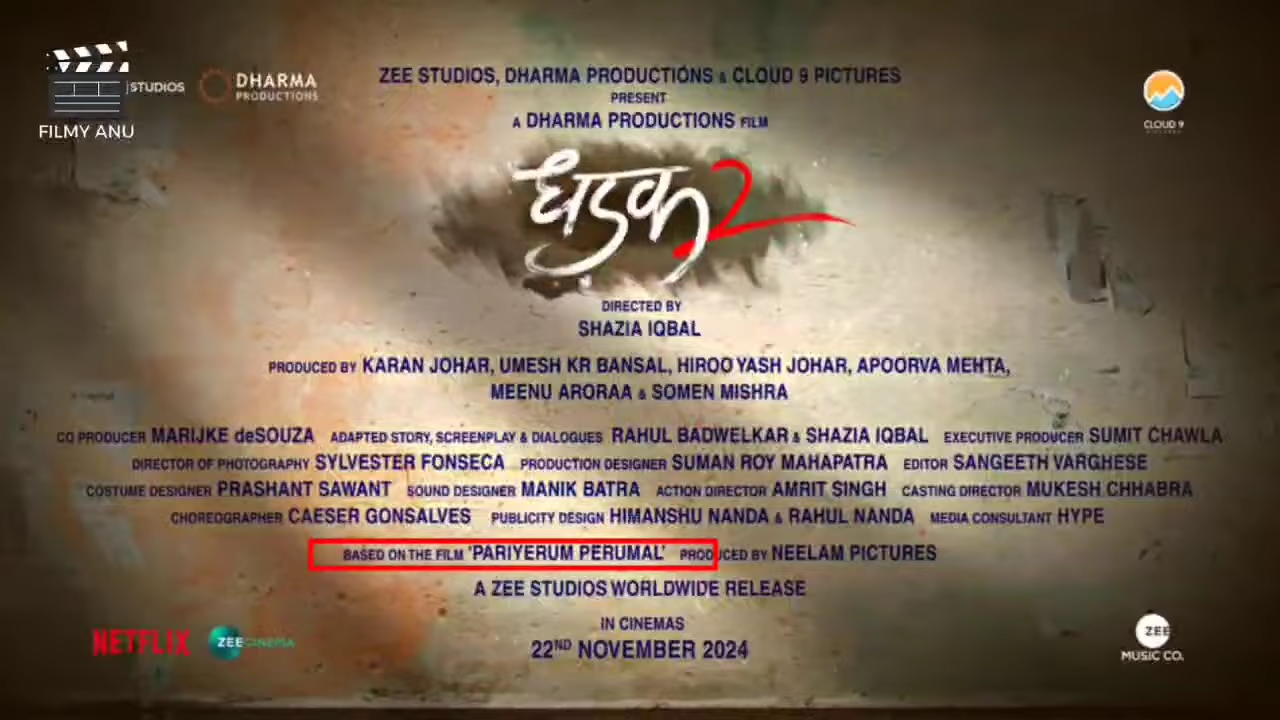 STUDIOS
DHARMA
PRODUCTIONS
FILMY ANU
ZEE STUDIOS, DHARMA PRODUCTIONS & CLOUD 9 PICTURES
PRESENT
A DHARMA PRODUCTIONS FILM
CLOUD 9
PICTURES
धड़क 2
DIRECTED BY
SHAZIA IQBAL
PRODUCED BY KARAN JOHAR, UMESH KR BANSAL, HIROO YASH JOHAR, APOORVA MEHTA,
MEENU ARORAA & SOMEN MISHRA
CO PRODUCER MARIJKE deSOUZA ADAPTED STORY, SCREENPLAY & DIALOGUES RAHUL BADWELKAR & SHAZIA IQBAL EXECUTIVE PRODUCER SUMIT CHAWLA
DIRECTOR OF PHOTOGRAPHY SYLVESTER FONSECA PRODUCTION DESIGNER SUMAN ROY MAHAPATRA EDITOR SANGEETH VARGHESE
COSTUME DESIGNER PRASHANT SAWANT SOUND DESIGNER MANIK BATRA ACTION DIRECTOR AMRIT SINGH CASTING DIRECTOR MUKESH CHHABRA
CHOREOGRAPHER CAESER GONSALVES PUBLICITY DESIGN HIMANSHU NANDA & RAHUL NANDA MEDIA CONSULTANT HYPE
BASED ON THE FILM 'PARIYERUM PERUMAL' PRODUCED BY NEELAM PICTURES
A ZEE STUDIOS WORLDWIDE RELEASE
IN CINEMAS
22ND NOVEMBER 2024
NETFLIX
ZEE CINEMA
ZEE
MUSIC CO.